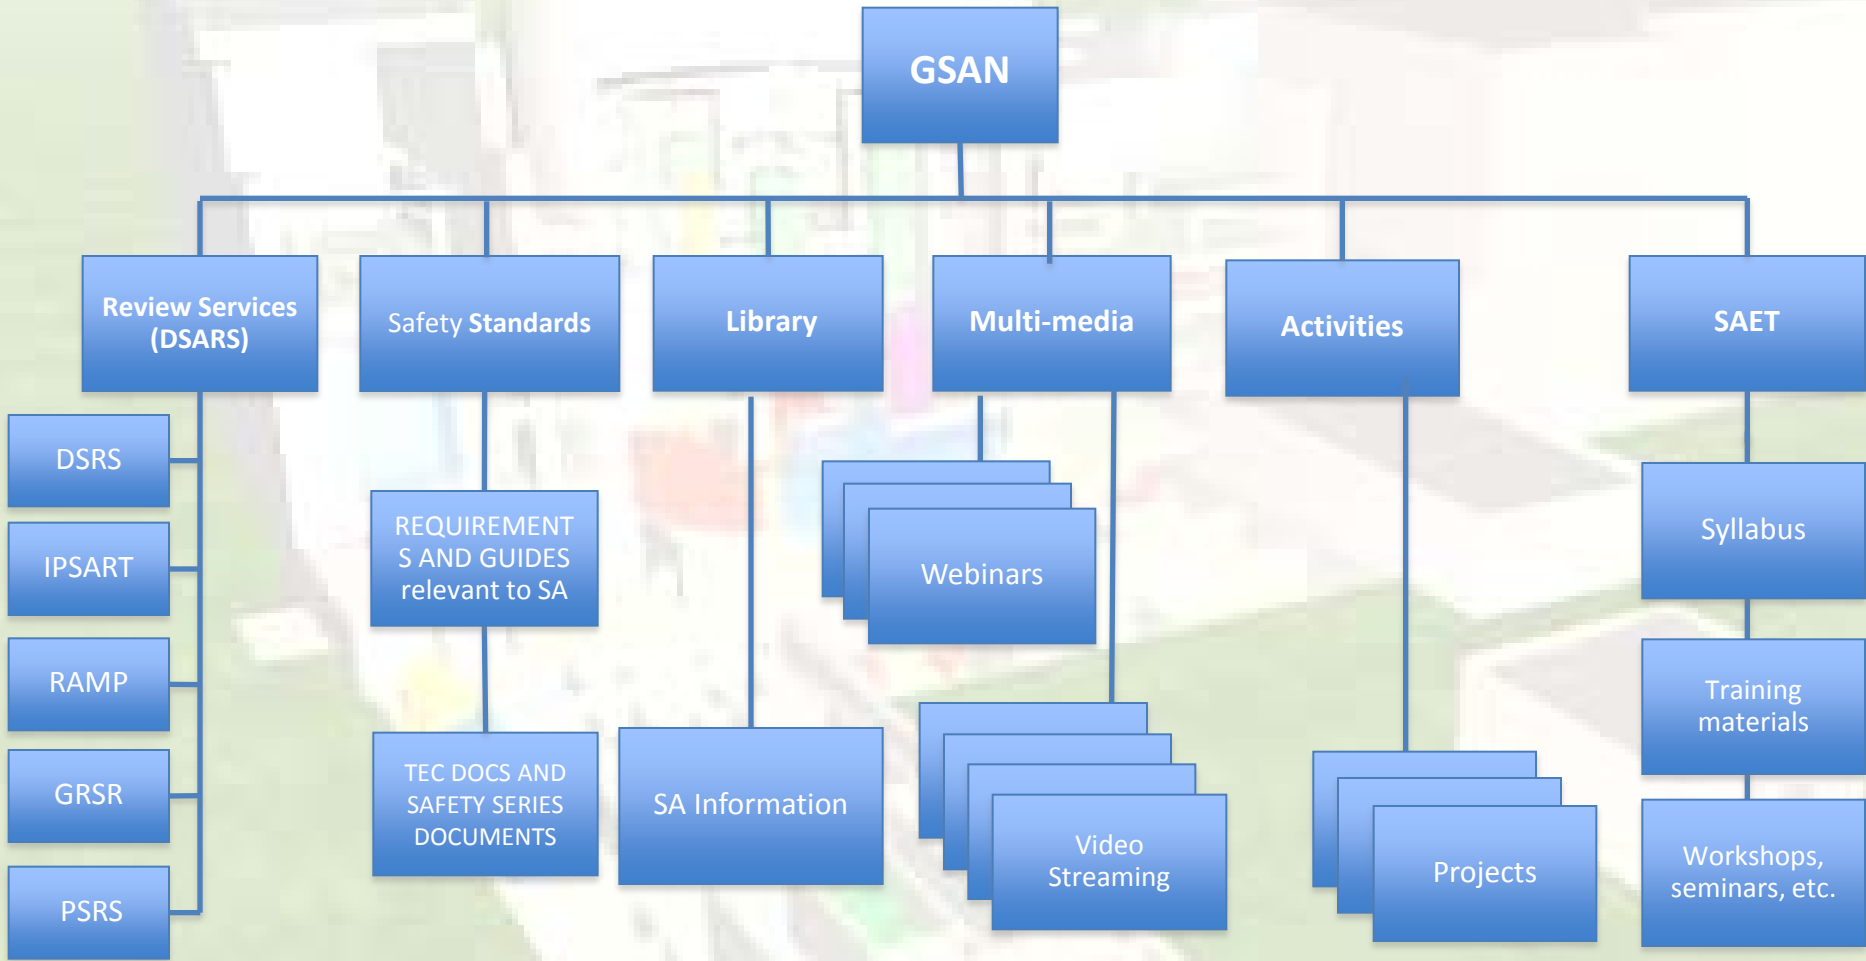 GSAN
Review Services
(DSARS)
Safety Standards
Library
Multi-media
Activities
SAET
DSRS
IPSART
RAMP
GRSR
PSRS
REQUIREMENT
S AND GUIDES
relevant to SA
TEC DOCS AND
SAFETY SERIES
DOCUMENTS
SA Information
Webinars
Video
Streaming
Projects
Syllabus
Training
materials
Workshops,
seminars, etc.